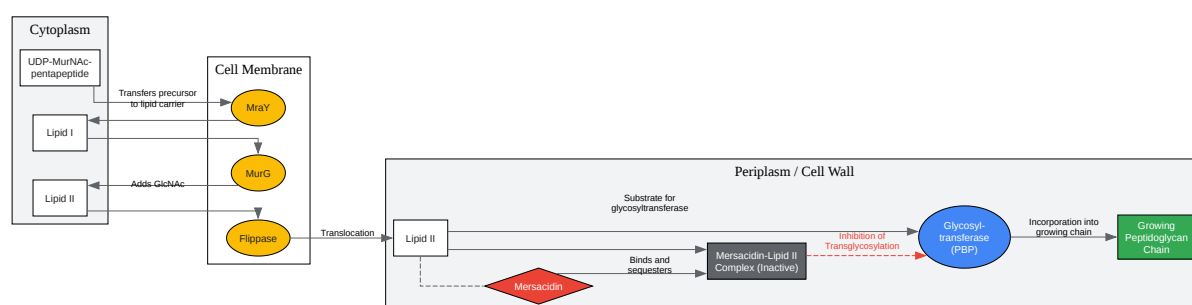 Cytoplasm
UDP-MurNAc-
pentapeptide
Lipid I
Lipid II
Transfers precursor
to lipid carrier
Adds GlcNAc
Cell Membrane
MraY
MurG
Flippase
Translocation
Periplasm / Cell Wall
Lipid II
Substrate for
glycosyltransferase
Binds and
sequesters
Mersacidin
Mersacidin-Lipid II
Complex (Inactive)
Inhibition of
Transglycosylation
Glycosyl-
transferase
(PBP)
Incorporation into
growing chain
Growing
Peptidoglycan
Chain